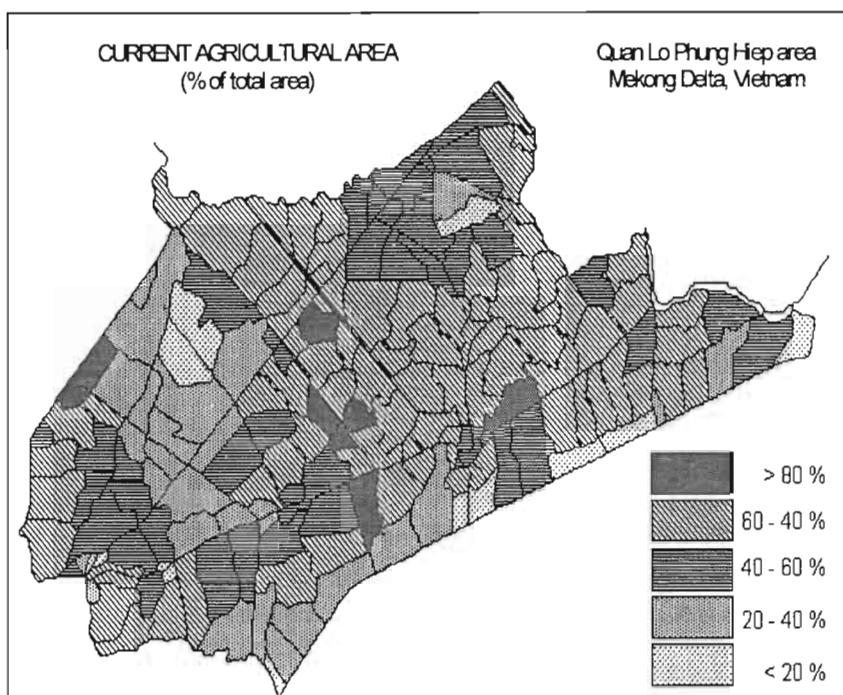 CURRENT AGRICULTURAL AREA
(% of total area)
Quan Lo Phung Hiep area
Mekong Delta, Vietnam
> 80 %
60 - 40 %
40 - 60 %
20 - 40 %
< 20 %